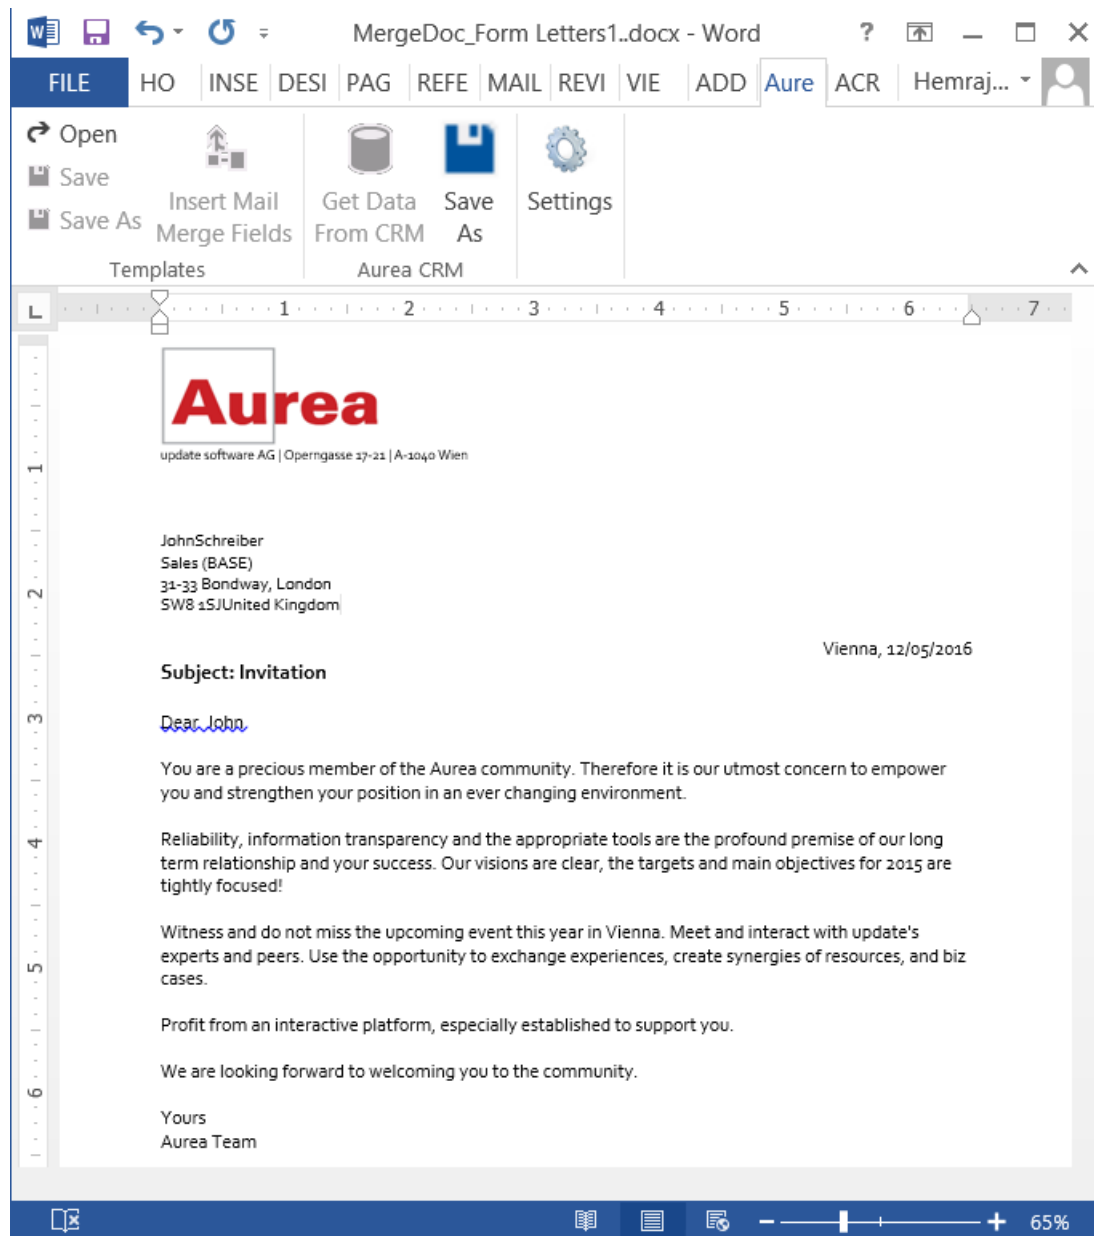 MergeDoc_Form Letters1..docx - Word ?
FILE HO INSE DESI PAG REFE MAIL REVI VIE ADD Aure ACR Hemraj...
Open
Save
Save As
Insert Mail
Merge Fields
Templates
Get Data
From CRM
Save
As
Aurea CRM
Settings
L 1 2 3 4 5 6 7
Aurea
update software AG | Operngasse 17-21 | A-1040 Wien
1
JohnSchreiber
Sales (BASE)
31-33 Bondway, London
2
SW8 1SJUnited Kingdom
Vienna, 12/05/2016
Subject: Invitation
3
Dear John,
You are a precious member of the Aurea community. Therefore it is our utmost concern to empower
you and strengthen your position in an ever changing environment.
4
Reliability, information transparency and the appropriate tools are the profound premise of our long
term relationship and your success. Our visions are clear, the targets and main objectives for 2015 are
tightly focused!
Witness and do not miss the upcoming event this year in Vienna. Meet and interact with update's
experts and peers. Use the opportunity to exchange experiences, create synergies of resources, and biz
5
cases.
Profit from an interactive platform, especially established to support you.
We are looking forward to welcoming you to the community.
6
Yours
Aurea Team
65%